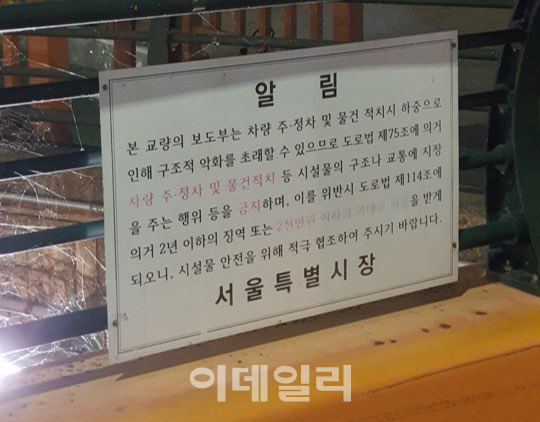 알 림
본 교량의 보도부는 차량 주·정차 및 물건 적치시 하중으로
인해 구조적 악화를 초래할 수 있으므로 도로법 제75조에 의거
차량 주·정차 및 물건적치 등 시설물의 구조나 교통에 지장
을 주는 행위 등을 금지하며, 이를 위반시 도로법 제114조에
의거 2년 이하의 징역 또는 2천만원 이하의 을 받게
되오니, 시설물 안전을 위해 적극 협조하여 주시기 바랍니다.
서울특별시장
이데일리